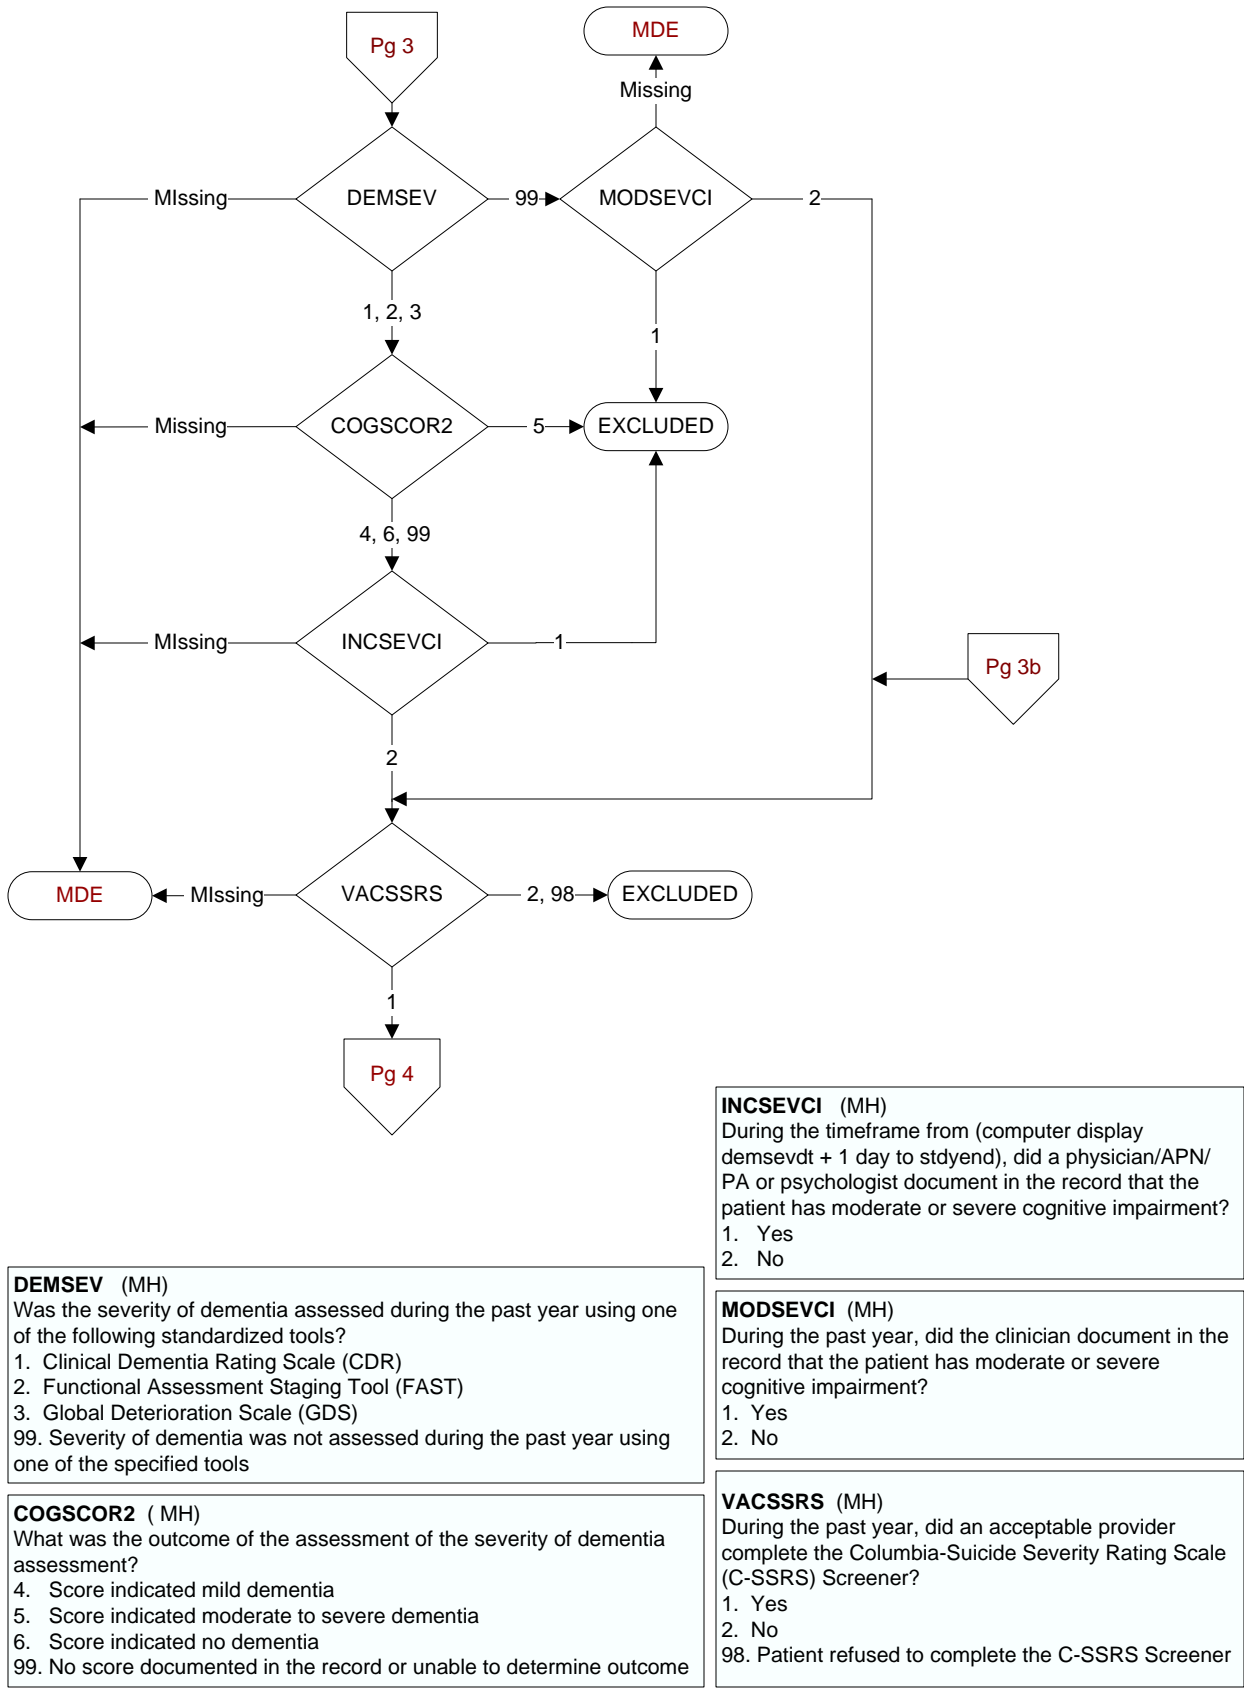 Pg 3
MDE
Missing
MIssing
DEMSEV
99
MODSEVCI
2
1, 2, 3
1
Missing
COGSCOR2
5
EXCLUDED
4, 6, 99
MIssing
INCSEVCI
1
Pg 3b
2
MDE
MIssing
VACSSRS
2, 98
EXCLUDED
1
Pg 4
INCSEVCI (MH)
During the timeframe from (computer display
demsevdt + 1 day to stdyend), did a physician/APN/
PA or psychologist document in the record that the
patient has moderate or severe cognitive impairment?
1. Yes
2. No
DEMSEV (MH)
Was the severity of dementia assessed during the past year using one
of the following standardized tools?
1. Clinical Dementia Rating Scale (CDR)
2. Functional Assessment Staging Tool (FAST)
3. Global Deterioration Scale (GDS)
99. Severity of dementia was not assessed during the past year using
one of the specified tools
MODSEVCI (MH)
During the past year, did the clinician document in the
record that the patient has moderate or severe
cognitive impairment?
1. Yes
2. No
COGSCOR2 ( MH)
What was the outcome of the assessment of the severity of dementia
assessment?
4. Score indicated mild dementia
5. Score indicated moderate to severe dementia
6. Score indicated no dementia
99. No score documented in the record or unable to determine outcome
VACSSRS (MH)
During the past year, did an acceptable provider
complete the Columbia-Suicide Severity Rating Scale
(C-SSRS) Screener?
1. Yes
2. No
98. Patient refused to complete the C-SSRS Screener